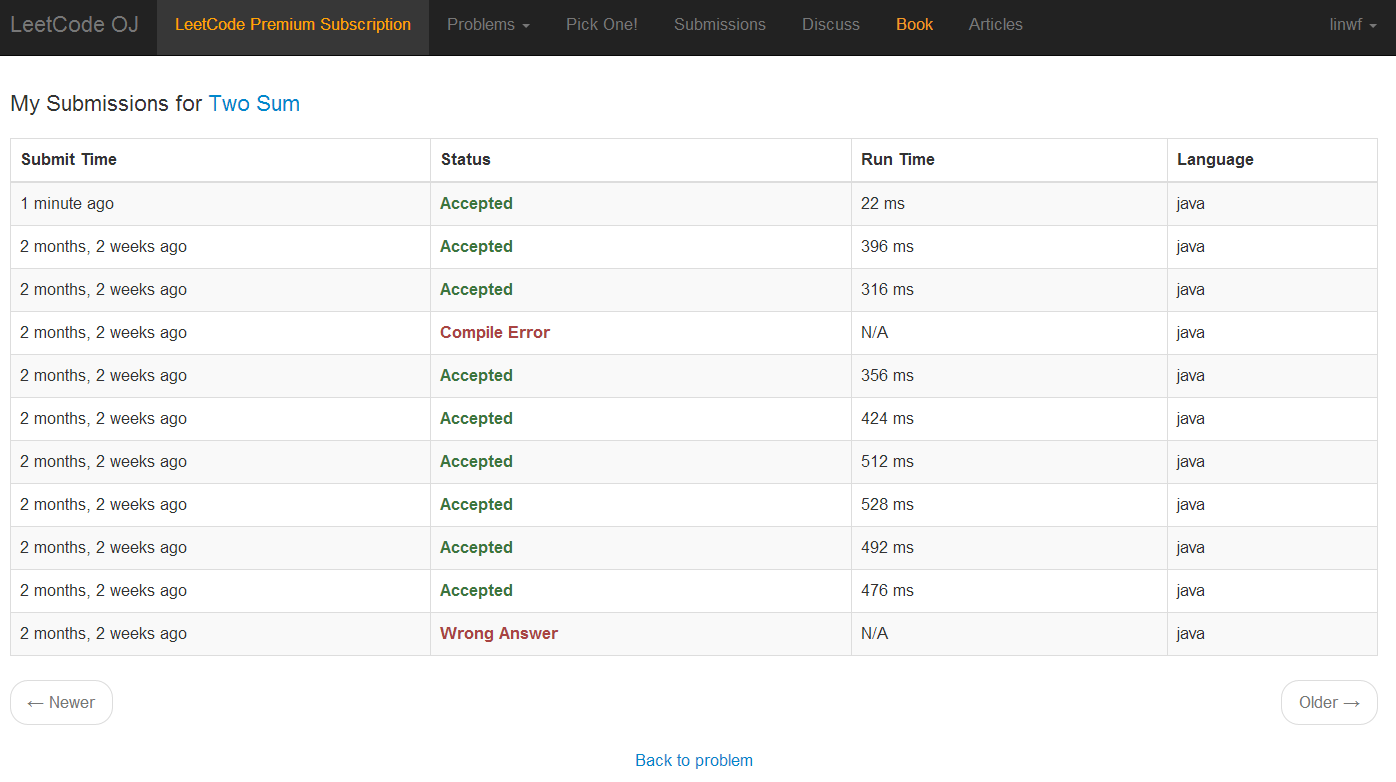 LeetCode OJ LeetCode Premium Subscription Problems Pick One! Submissions Discuss Book Articles linwf
My Submissions for Two Sum
Submit Time Status Run Time Language
1 minute ago Accepted 22 ms java
2 months, 2 weeks ago Accepted 396 ms java
2 months, 2 weeks ago Accepted 316 ms java
2 months, 2 weeks ago Compile Error N/A java
2 months, 2 weeks ago Accepted 356 ms java
2 months, 2 weeks ago Accepted 424 ms java
2 months, 2 weeks ago Accepted 512 ms java
2 months, 2 weeks ago Accepted 528 ms java
2 months, 2 weeks ago Accepted 492 ms java
2 months, 2 weeks ago Accepted 476 ms java
2 months, 2 weeks ago Wrong Answer N/A java
← Newer Older →
Back to problem